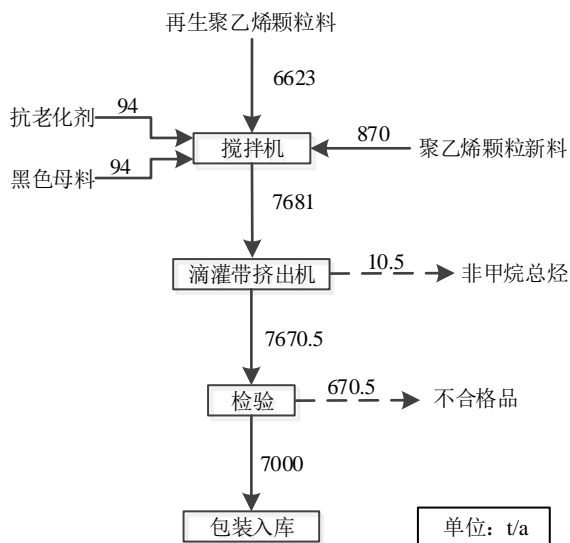 再生聚乙烯颗粒料
6623
抗老化剂
94
搅拌机
870
聚乙烯颗粒新料
黑色母料
94
7681
滴灌带挤出机
10.5
非甲烷总烃
7670.5
检验
670.5
不合格品
7000
包装入库
单位：t/a